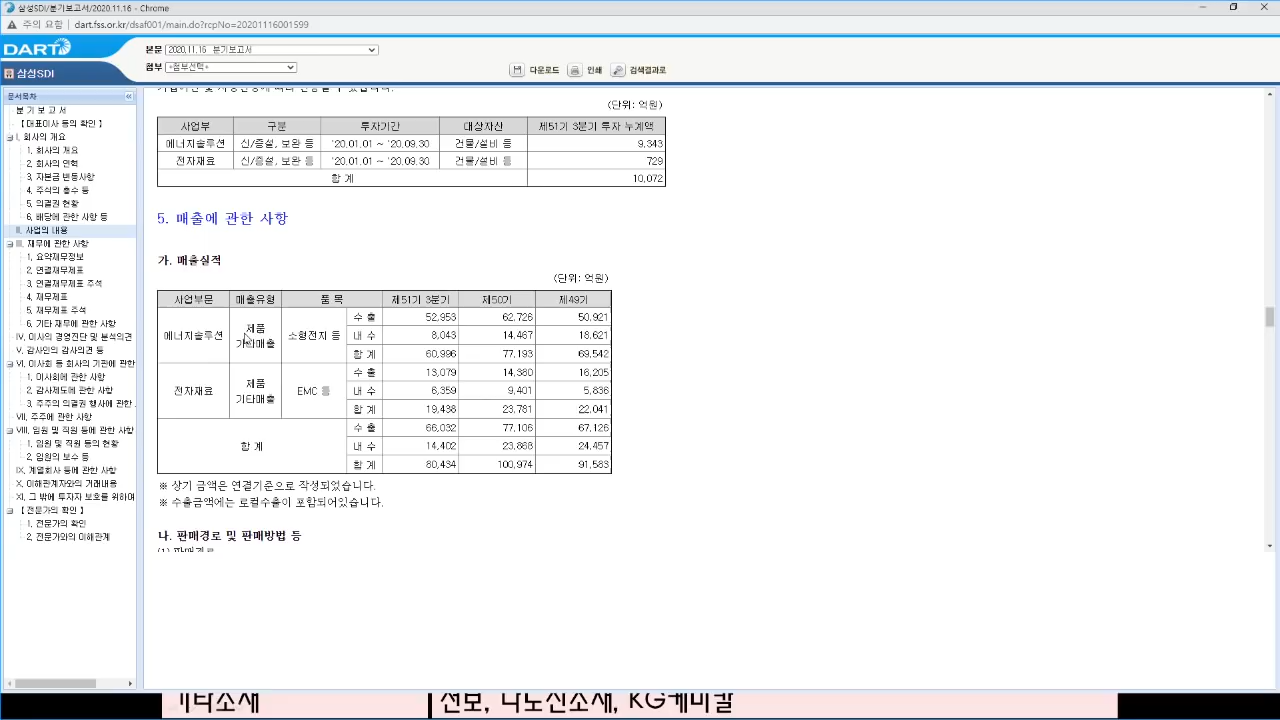 삼성SDI/분기보고서/2020.11.16 - Chrome
주의 요함 | dart.fss.or.kr/dsaf001/main.do?rcpNo=20201116001599
DART
본문 2020.11.16 분기보고서
첨부 *첨부선택*
삼성SDI
다운로드 인쇄 검색결과로
문서목차
분 기 보 고 서
【 대표이사 등의 확인 】
I. 회사의 개요
1. 회사의 개요
2. 회사의 연혁
3. 자본금 변동사항
4. 주식의 총수 등
5. 의결권 현황
6. 배당에 관한 사항 등
II. 사업의 내용
III. 재무에 관한 사항
1. 요약재무정보
2. 연결재무제표
3. 연결재무제표 주석
4. 재무제표
5. 재무제표 주석
6. 기타 재무에 관한 사항
IV. 이사의 경영진단 및 분석의견
V. 감사인의 감사의견 등
VI. 이사회 등 회사의 기관에 관한
1. 이사회에 관한 사항
2. 감사제도에 관한 사항
3. 주주의 의결권 행사에 관한
VII. 주주에 관한 사항
VIII. 임원 및 직원 등에 관한 사항
1. 임원 및 직원 등의 현황
2. 임원의 보수 등
IX. 계열회사 등에 관한 사항
X. 이해관계자와의 거래내용
XI. 그 밖에 투자자 보호를 위하여
【 전문가의 확인 】
1. 전문가의 확인
2. 전문가와의 이해관계
(단위: 억원)
사업부 구분 투자기간 대상자산 제51기 3분기 투자 누계액
에너지솔루션 신/증설, 보완 등 '20.01.01 ~ '20.09.30 건물/설비 등 9,343
전자재료 신/증설, 보완 등 '20.01.01 ~ '20.09.30 건물/설비 등 729
합 계 10,072
5. 매출에 관한 사항
가. 매출실적
(단위: 억원)
사업부문 매출유형 품 목 제51기 3분기 제50기 제49기
에너지솔루션 제품 기타매출 소형전지 등 수 출 52,953 62,726 50,921
내 수 8,043 14,467 18,621
합 계 60,996 77,193 69,542
전자재료 제품 기타매출 EMC 등 수 출 13,079 14,380 16,205
내 수 6,359 9,401 5,836
합 계 19,438 23,781 22,041
합 계 수 출 66,032 77,106 67,126
내 수 14,402 23,868 24,457
합 계 80,434 100,974 91,583
※ 상기 금액은 연결기준으로 작성되었습니다.
※ 수출금액에는 로컬수출이 포함되어있습니다.
나. 판매경로 및 판매방법 등
(1) 판매경로
기타소재 천보, 나노신소재, KG케미칼